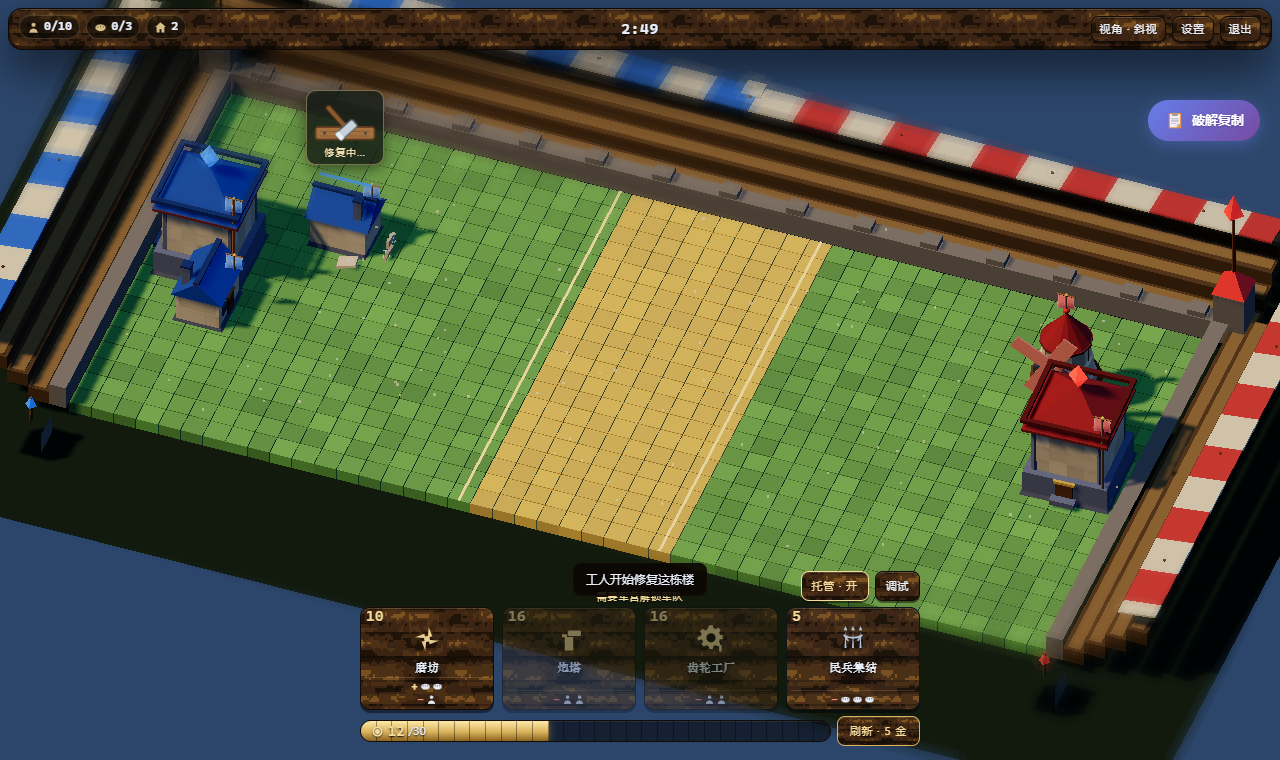 0/10 0/3 2
2:49
视角 · 斜视 设置 退出
破解复制
修复中...
工人开始修复这栋楼
托管 · 开 调试
10 磨坊
16 炮塔
16 齿轮工厂
5 民兵集结
12 /30
刷新 · 5 金